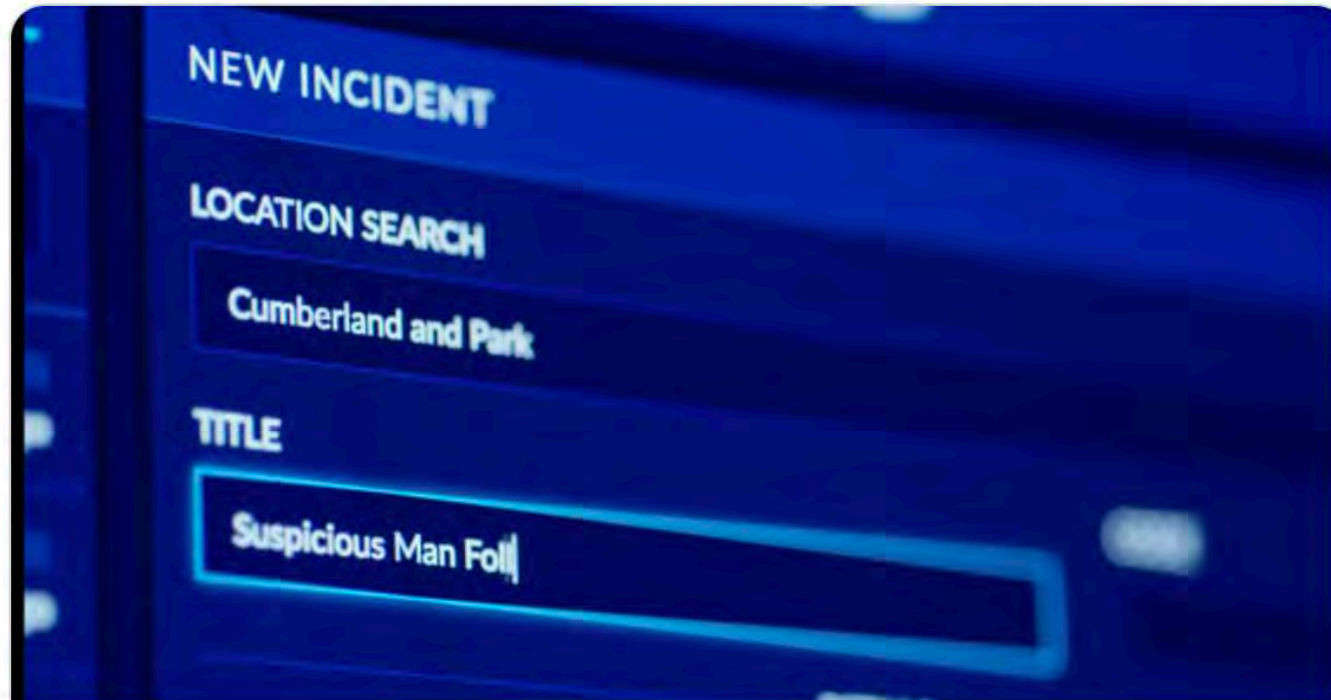 NEW INCIDENT
LOCATION SEARCH
Cumberland and Park
TITLE
Suspicious Man Foll